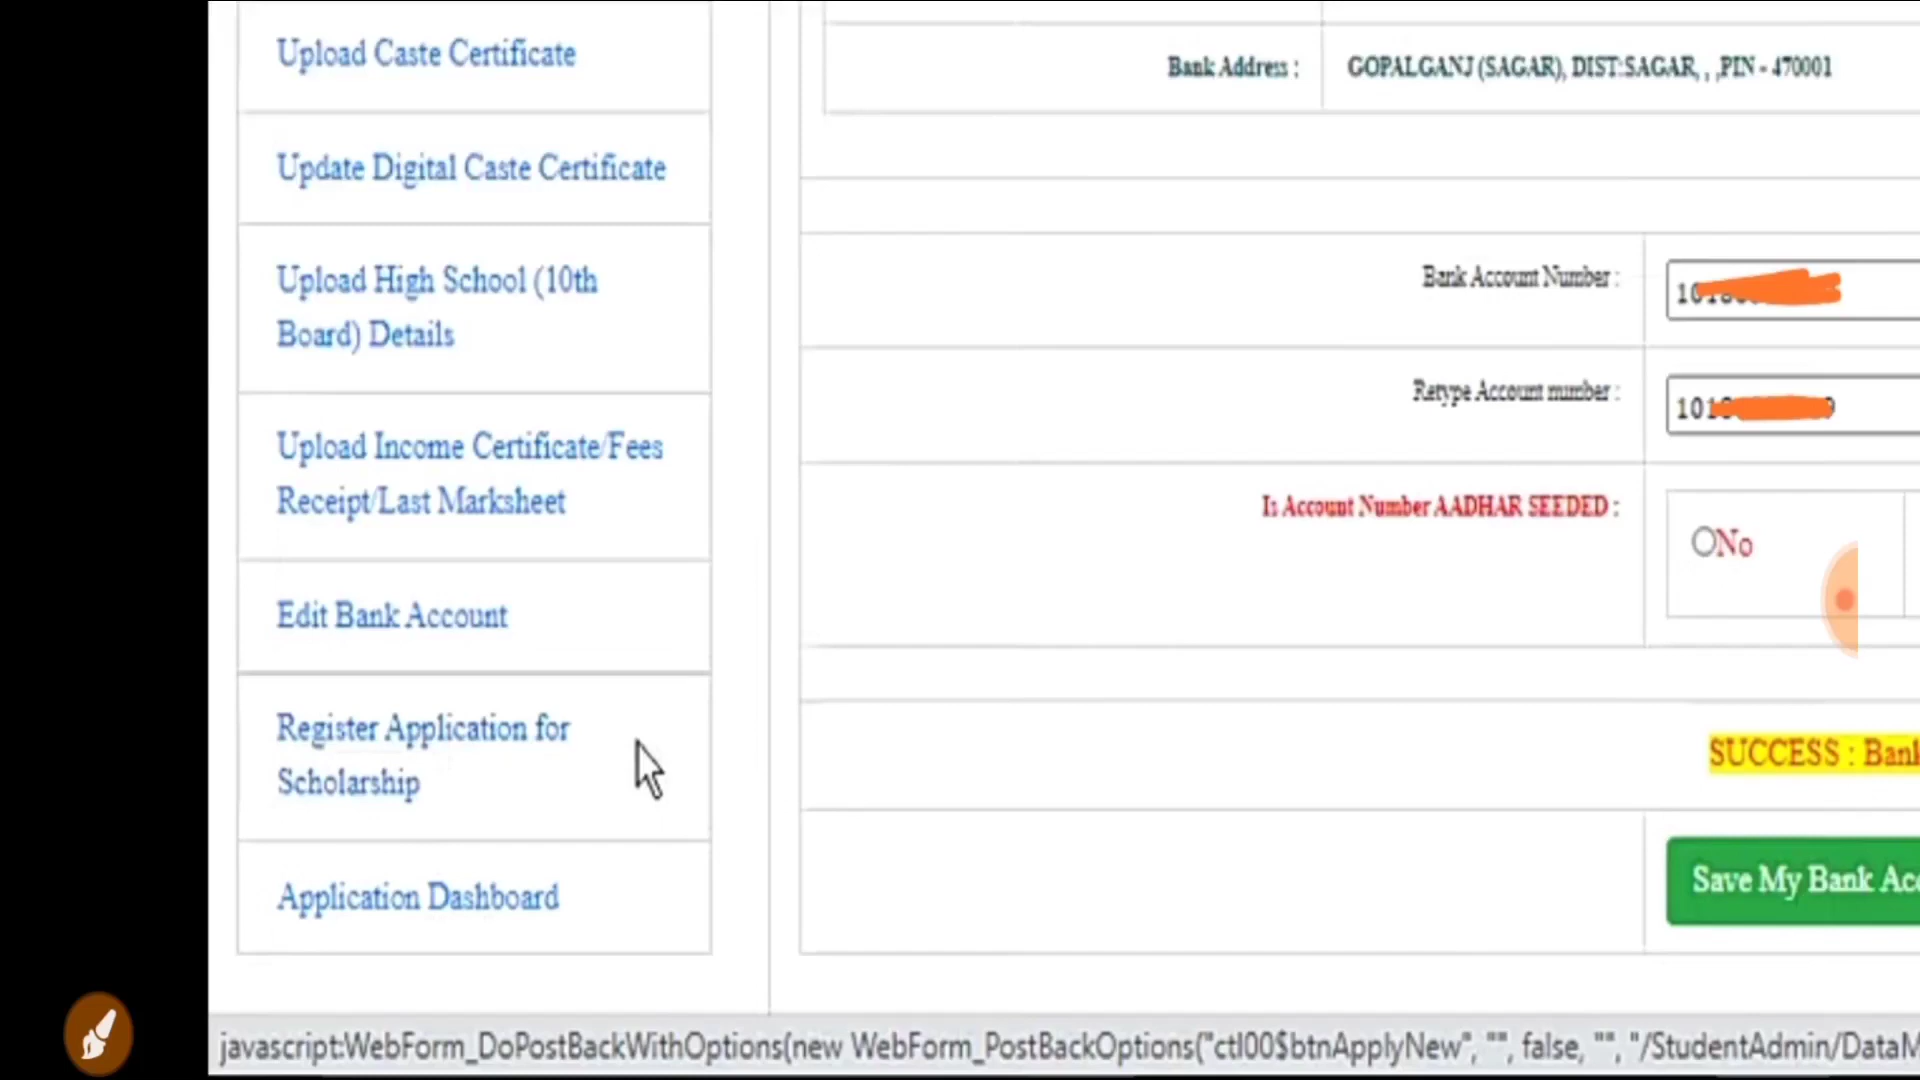 Upload Caste Certificate
Update Digital Caste Certificate
Upload High School (10th
Board) Details
Upload Income Certificate/Fees
Receipt/Last Marksheet
Edit Bank Account
Register Application for
Scholarship
Application Dashboard
Bank Address : GOPALGANJ (SAGAR), DIST:SAGAR, , ,PIN - 470001
Bank Account Number :
Retype Account number :
Is Account Number AADHAR SEEDED :
No
SUCCESS : Bank
Save My Bank Acc
javascript:WebForm_DoPostBackWithOptions(new WebForm_PostBackOptions("ctl00$btnApplyNew", "", false, "", "/StudentAdmin/DataM